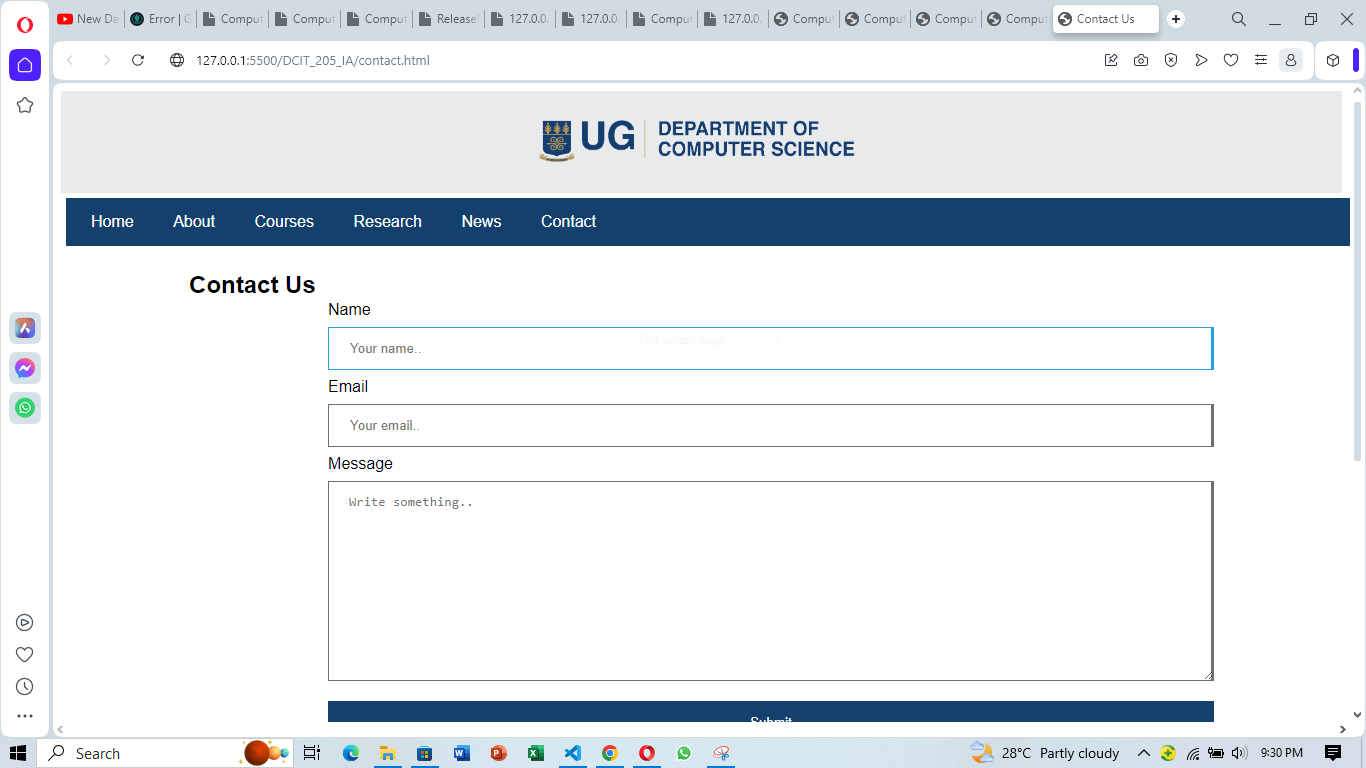 New Da
Error | G
Comput
Comput
Comput
Release
127.0.0.
127.0.0.
Comput
127.0.0.
Comput
Comput
Comput
Comput
Contact Us
127.0.0.1:5500/DCIT_205_IA/contact.html
UG
DEPARTMENT OF
COMPUTER SCIENCE
Home About Courses Research News Contact
Contact Us
Name
Full-screen Snip
Your name..
Email
Your email..
Message
Write something..
Submit
Search
28°C Partly cloudy
9:30 PM